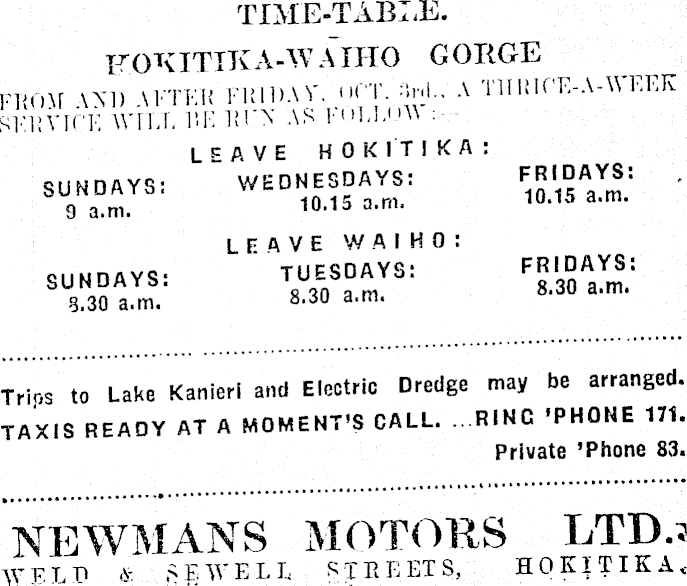 TIME-TABLE.
HOKITIKA-WAIHO GORGE
FROM AND AFTER FRIDAY, OCT. 3rd., A THRICE-A-WEEK
SERVICE WILL BE RUN AS FOLLOW:—
LEAVE HOKITIKA:
SUNDAYS: WEDNESDAYS: FRIDAYS:
9 a.m. 10.15 a.m. 10.15 a.m.
LEAVE WAIHO:
SUNDAYS: TUESDAYS: FRIDAYS:
8.30 a.m. 8.30 a.m. 8.30 a.m.
Trips to Lake Kanieri and Electric Dredge may be arranged.
TAXIS READY AT A MOMENT'S CALL. ...RING 'PHONE 171.
Private 'Phone 83.
NEWMANS MOTORS LTD.
WELD & SEWELL STREETS, HOKITIKA.